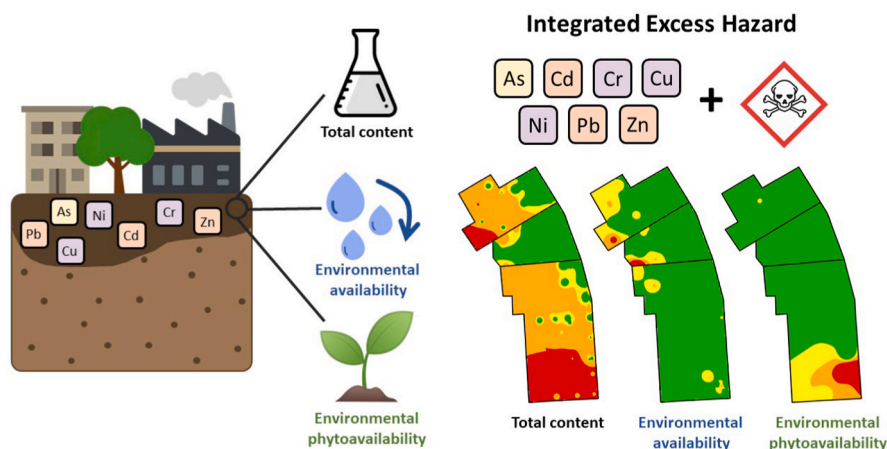 Integrated Excess Hazard
As Cd Cr Cu
+
Ni Pb Zn
Total content
As Ni Cr Zn
Pb Cd
Cu
Environmental
availability
Environmental
phytoavailability
Total content
Environmental
availability
Environmental
phytoavailability